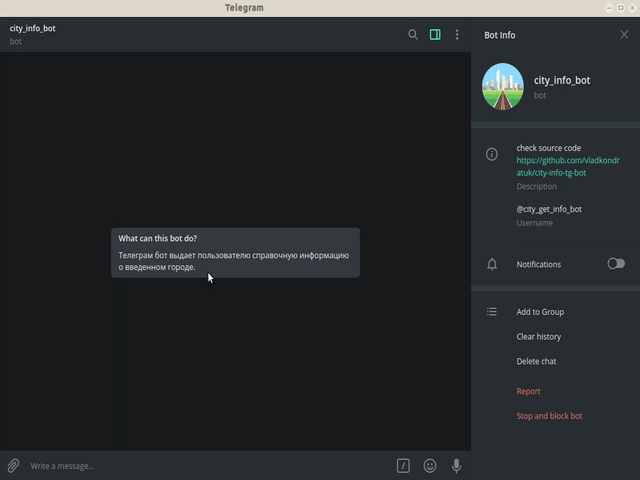 Telegram
city_info_bot
bot
What can this bot do?
Телеграм бот выдает пользователю справочную информацию
о введенном городе.
Write a message...
Bot Info
city_info_bot
bot
check source code
https://github.com/vladkondr
atuk/city-info-tg-bot
Description
@city_get_info_bot
Username
Notifications
Add to Group
Clear history
Delete chat
Report
Stop and block bot